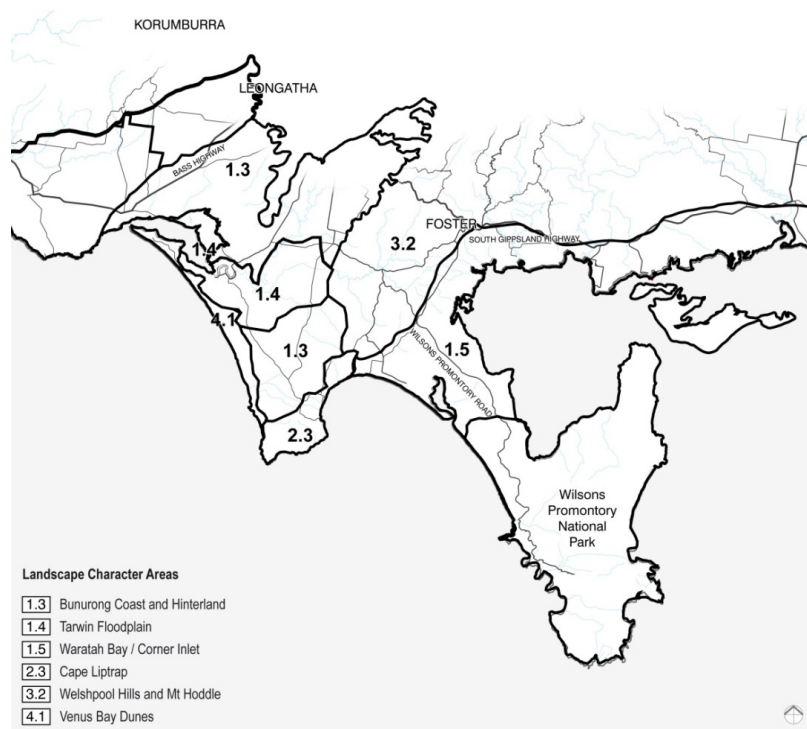 KORUMBURRA
LEONGATHA
BASS HIGHWAY
1.3
FOSTER
3.2
SOUTH GIPPSLAND HIGHWAY
1.4
1.4
4.1
1.3
1.5
WILSONS PROMONTORY ROAD
2.3
Wilsons
Promontory
National
Park
Landscape Character Areas
1.3 Bunurong Coast and Hinterland
1.4 Tarwin Floodplain
1.5 Waratah Bay / Corner Inlet
2.3 Cape Liptrap
3.2 Welshpool Hills and Mt Hoddle
4.1 Venus Bay Dunes